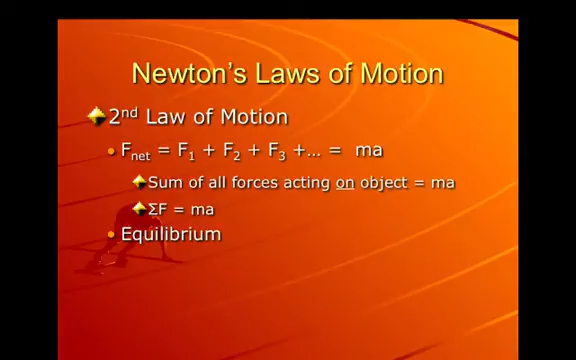 Newton's Laws of Motion
2nd Law of Motion
Fnet = F1 + F2 + F3 +... = ma
Sum of all forces acting on object = ma
ΣF = ma
Equilibrium